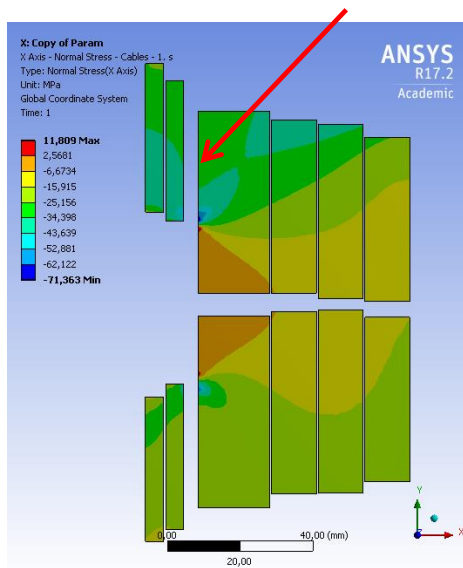 X: Copy of Param
X Axis - Normal Stress - Cables - 1. s
Type: Normal Stress(X Axis)
Unit: MPa
Global Coordinate System
Time: 1
11,809 Max
2,5681
-6,6734
-15,915
-25,156
-34,398
-43,639
-52,881
-62,122
-71,363 Min
ANSYS
R17.2
Academic
Y
X
0,00
40,00 (mm)
20,00